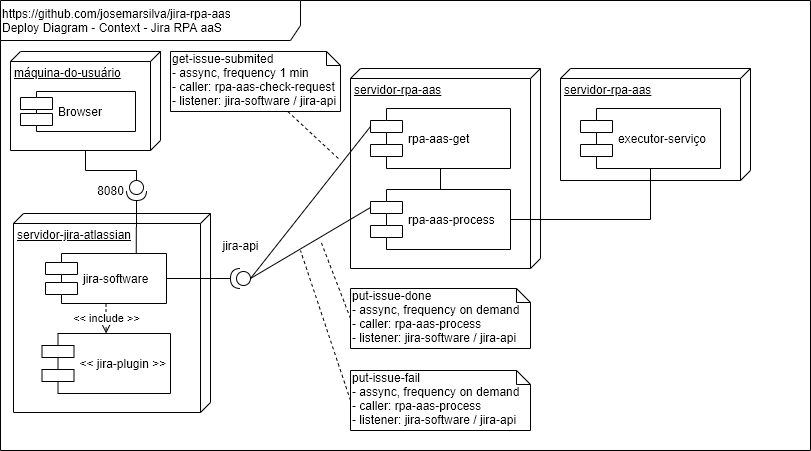 https://github.com/josemarsilva/jira-rpa-aas
Deploy Diagram - Context - Jira RPA aaS
máquina-do-usuário
Browser
8080
servidor-jira-atlassian
jira-software
<< include >>
<< jira-plugin >>
get-issue-submited
- assync, frequency 1 min
- caller: rpa-aas-check-request
- listener: jira-software / jira-api
jira-api
servidor-rpa-aas
rpa-aas-get
rpa-aas-process
servidor-rpa-aas
executor-serviço
put-issue-done
- assync, frequency on demand
- caller: rpa-aas-process
- listener: jira-software / jira-api
put-issue-fail
- assync, frequency on demand
- caller: rpa-aas-process
- listener: jira-software / jira-api